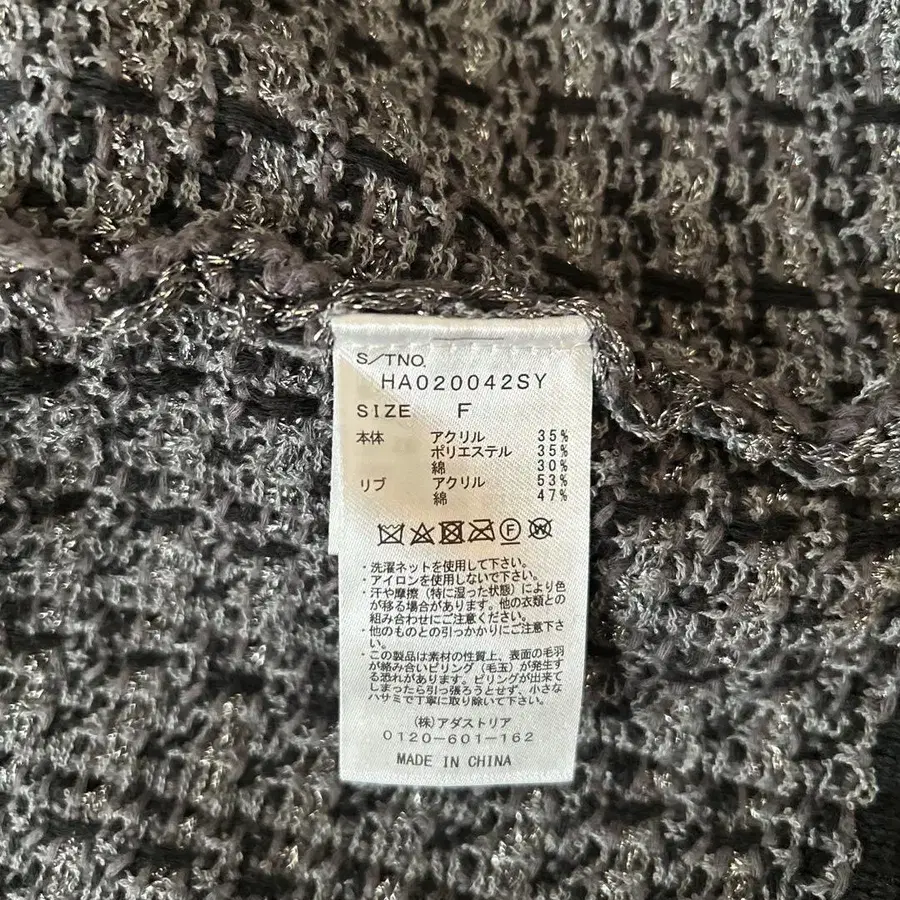 S/TNO.
HA020042SY
SIZE F
本体 アクリル 35%
ポリエステル 35%
綿 30%
リブ アクリル 53%
綿 47%
・洗濯ネットを使用して下さい。
・アイロンを使用しないで下さい。
・汗や摩擦(特に湿った状態)により色
が移る場合があります。他の衣類との
組み合わせにご注意ください。
・他のものとの引っかかりにご注意下さ
い。
・この製品は素材の性質上、表面の毛羽
が絡み合いピリング(毛玉)が発生す
る恐れがあります。ピリングが出来て
しまったら引っ張ろうとせず、小さな
ハサミで丁寧に取り除いて下さい。
(株)アダストリア
0120-601-162
MADE IN CHINA